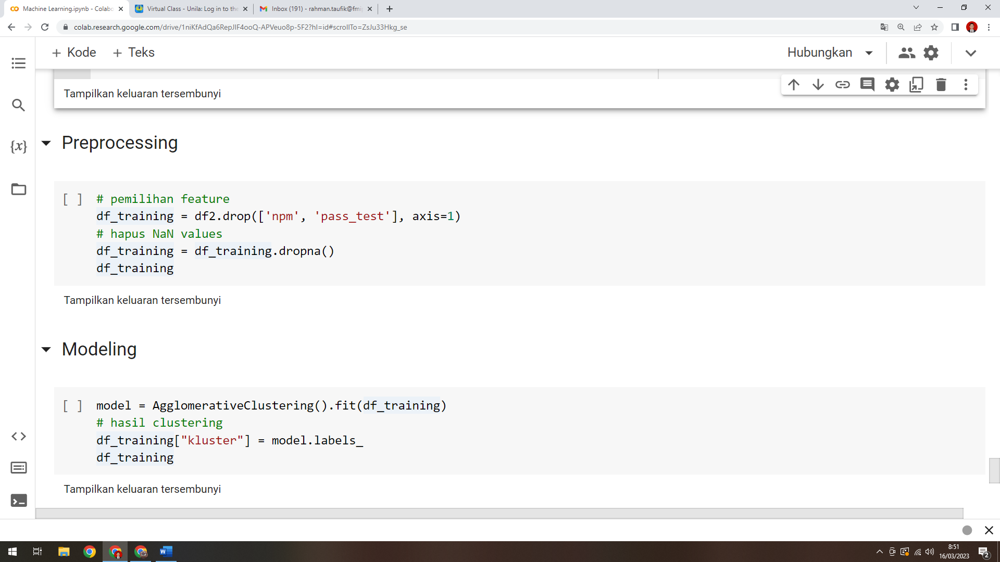 Machine Learning.ipynb - Colabo
Virtual Class - Unila: Log in to the
Inbox (191) - rahman.taufik@fmi
colab.research.google.com/drive/1niKfAdQa6RepJIF4ooQ-APVeuo8p-5F2?hl=id#scrollTo=ZsJu33Hkg_se
+ Kode + Teks
Hubungkan
Tampilkan keluaran tersembunyi
{x}
Preprocessing
[ ] # pemilihan feature
df_training = df2.drop(['npm', 'pass_test'], axis=1)
# hapus NaN values
df_training = df_training.dropna()
df_training
Tampilkan keluaran tersembunyi
Modeling
[ ] model = AgglomerativeClustering().fit(df_training)
# hasil clustering
df_training["kluster"] = model.labels_
df_training
Tampilkan keluaran tersembunyi
8:51
16/03/2023
2